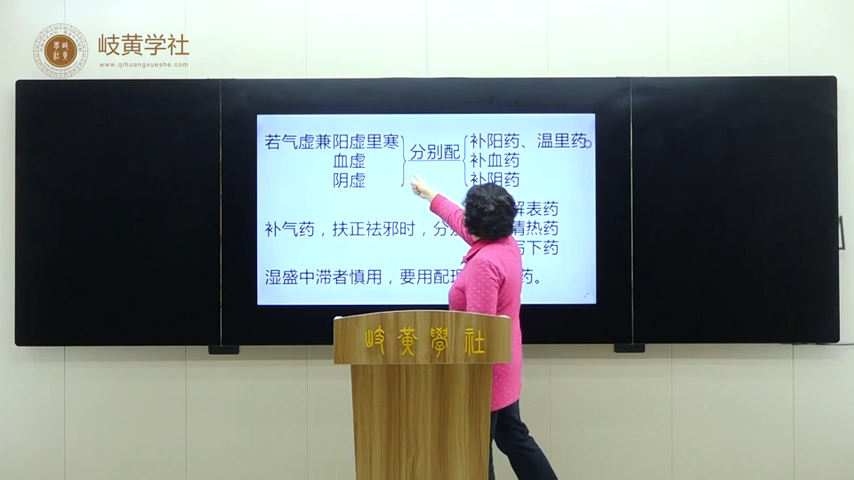 岐黄学社
www.qihuangxueshe.com
若气虚兼阳虚里寒 分别配 补阳药、温里药
血虚 补血药
阴虚 补阴药
解表药
补气药，扶正祛邪时，分 清热药
泻下药
湿盛中滞者慎用，要用配理 药。
岐黄學社